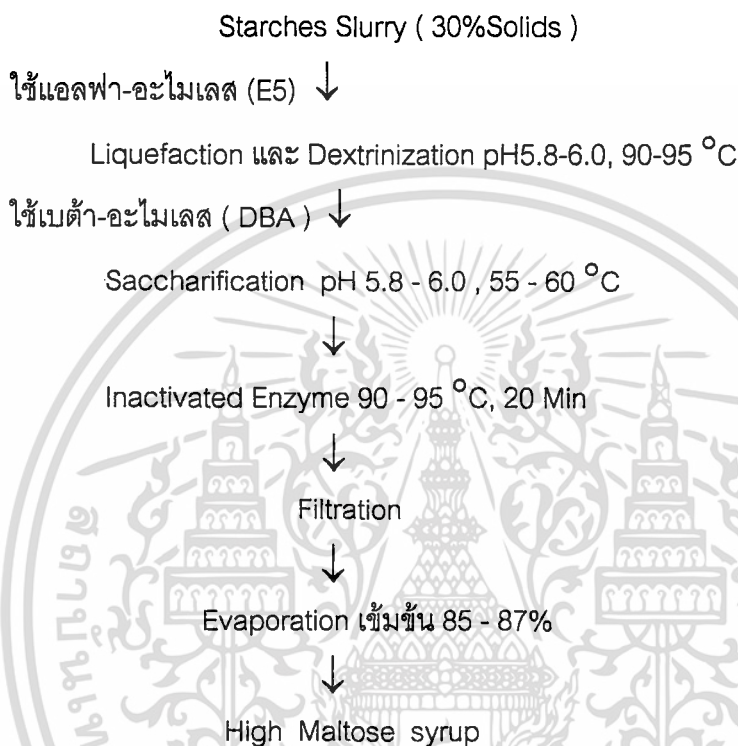 Starches Slurry ( 30%Solids )
ใช้แอลฟา-อะไมเลส (E5) ↓
Liquefaction และ Dextrinization pH5.8-6.0, 90-95 °C
ใช้เบต้า-อะไมเลส ( DBA ) ↓
Saccharification pH 5.8 - 6.0 , 55 - 60 °C
↓
Inactivated Enzyme 90 - 95 °C, 20 Min
↓
Filtration
↓
Evaporation เข้มข้น 85 - 87%
↓
High Maltose syrup